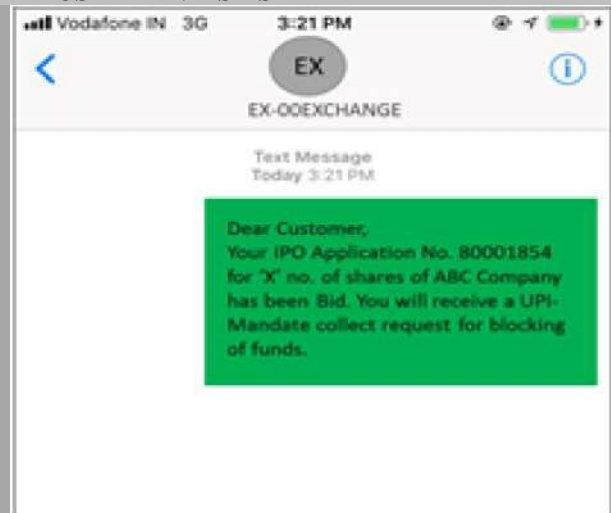 Vodafone IN 3G 3:21 PM
EX
EX-00EXCHANGE
Text Message
Today 3:21 PM
Dear Customer,
Your IPO Application No. 80001854
for 'X' no. of shares of ABC Company
has been Bid. You will receive a UPI-
Mandate collect request for blocking
of funds.